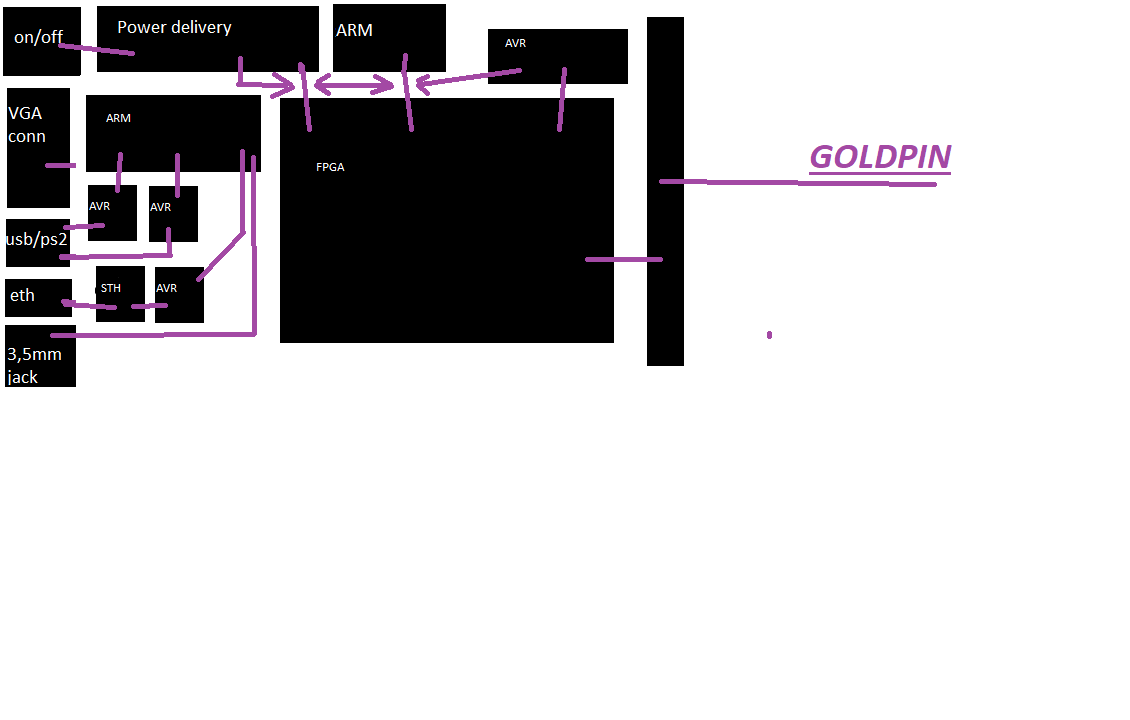 on/off
Power delivery
ARM
AVR
VGA
conn
ARM
FPGA
GOLDPIN
AVR
AVR
usb/ps2
eth
STH
AVR
3,5mm
jack